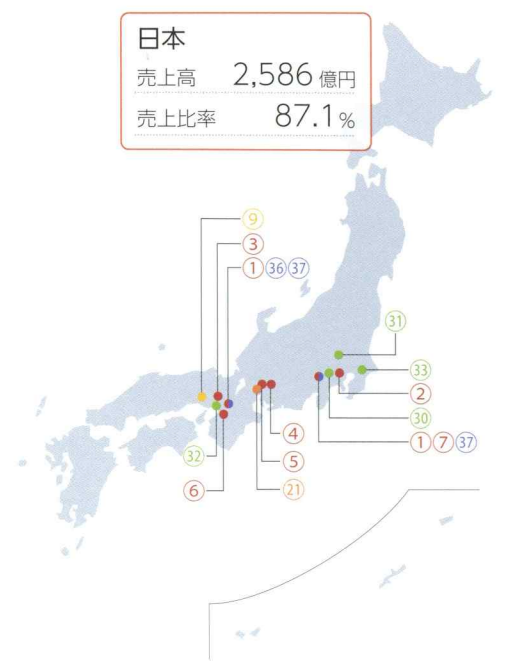 日本
売上高 2,586 億円
売上比率 87.1%
⑨
③
① ㊱ ㊲
㉛
㉝
②
㉚
① ⑦ ㊲
④
⑤
㉑
㉜
⑥